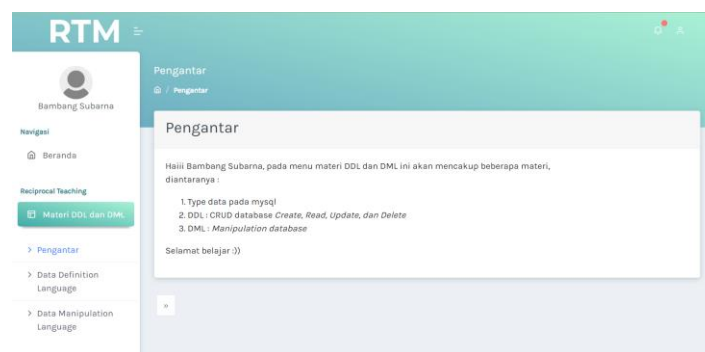 RTM
Bambang Subarna
Navigasi
Beranda
Reciprocal Teaching
Materi DDL dan DML
> Pengantar
> Data Definition
Language
> Data Manipulation
Language
Pengantar
/ Pengantar
Pengantar
Haiii Bambang Subarna, pada menu materi DDL dan DML ini akan mencakup beberapa materi,
diantaranya :
1. Type data pada mysql
2. DDL : CRUD database Create, Read, Update, dan Delete
3. DML : Manipulation database
Selamat belajar :))
»